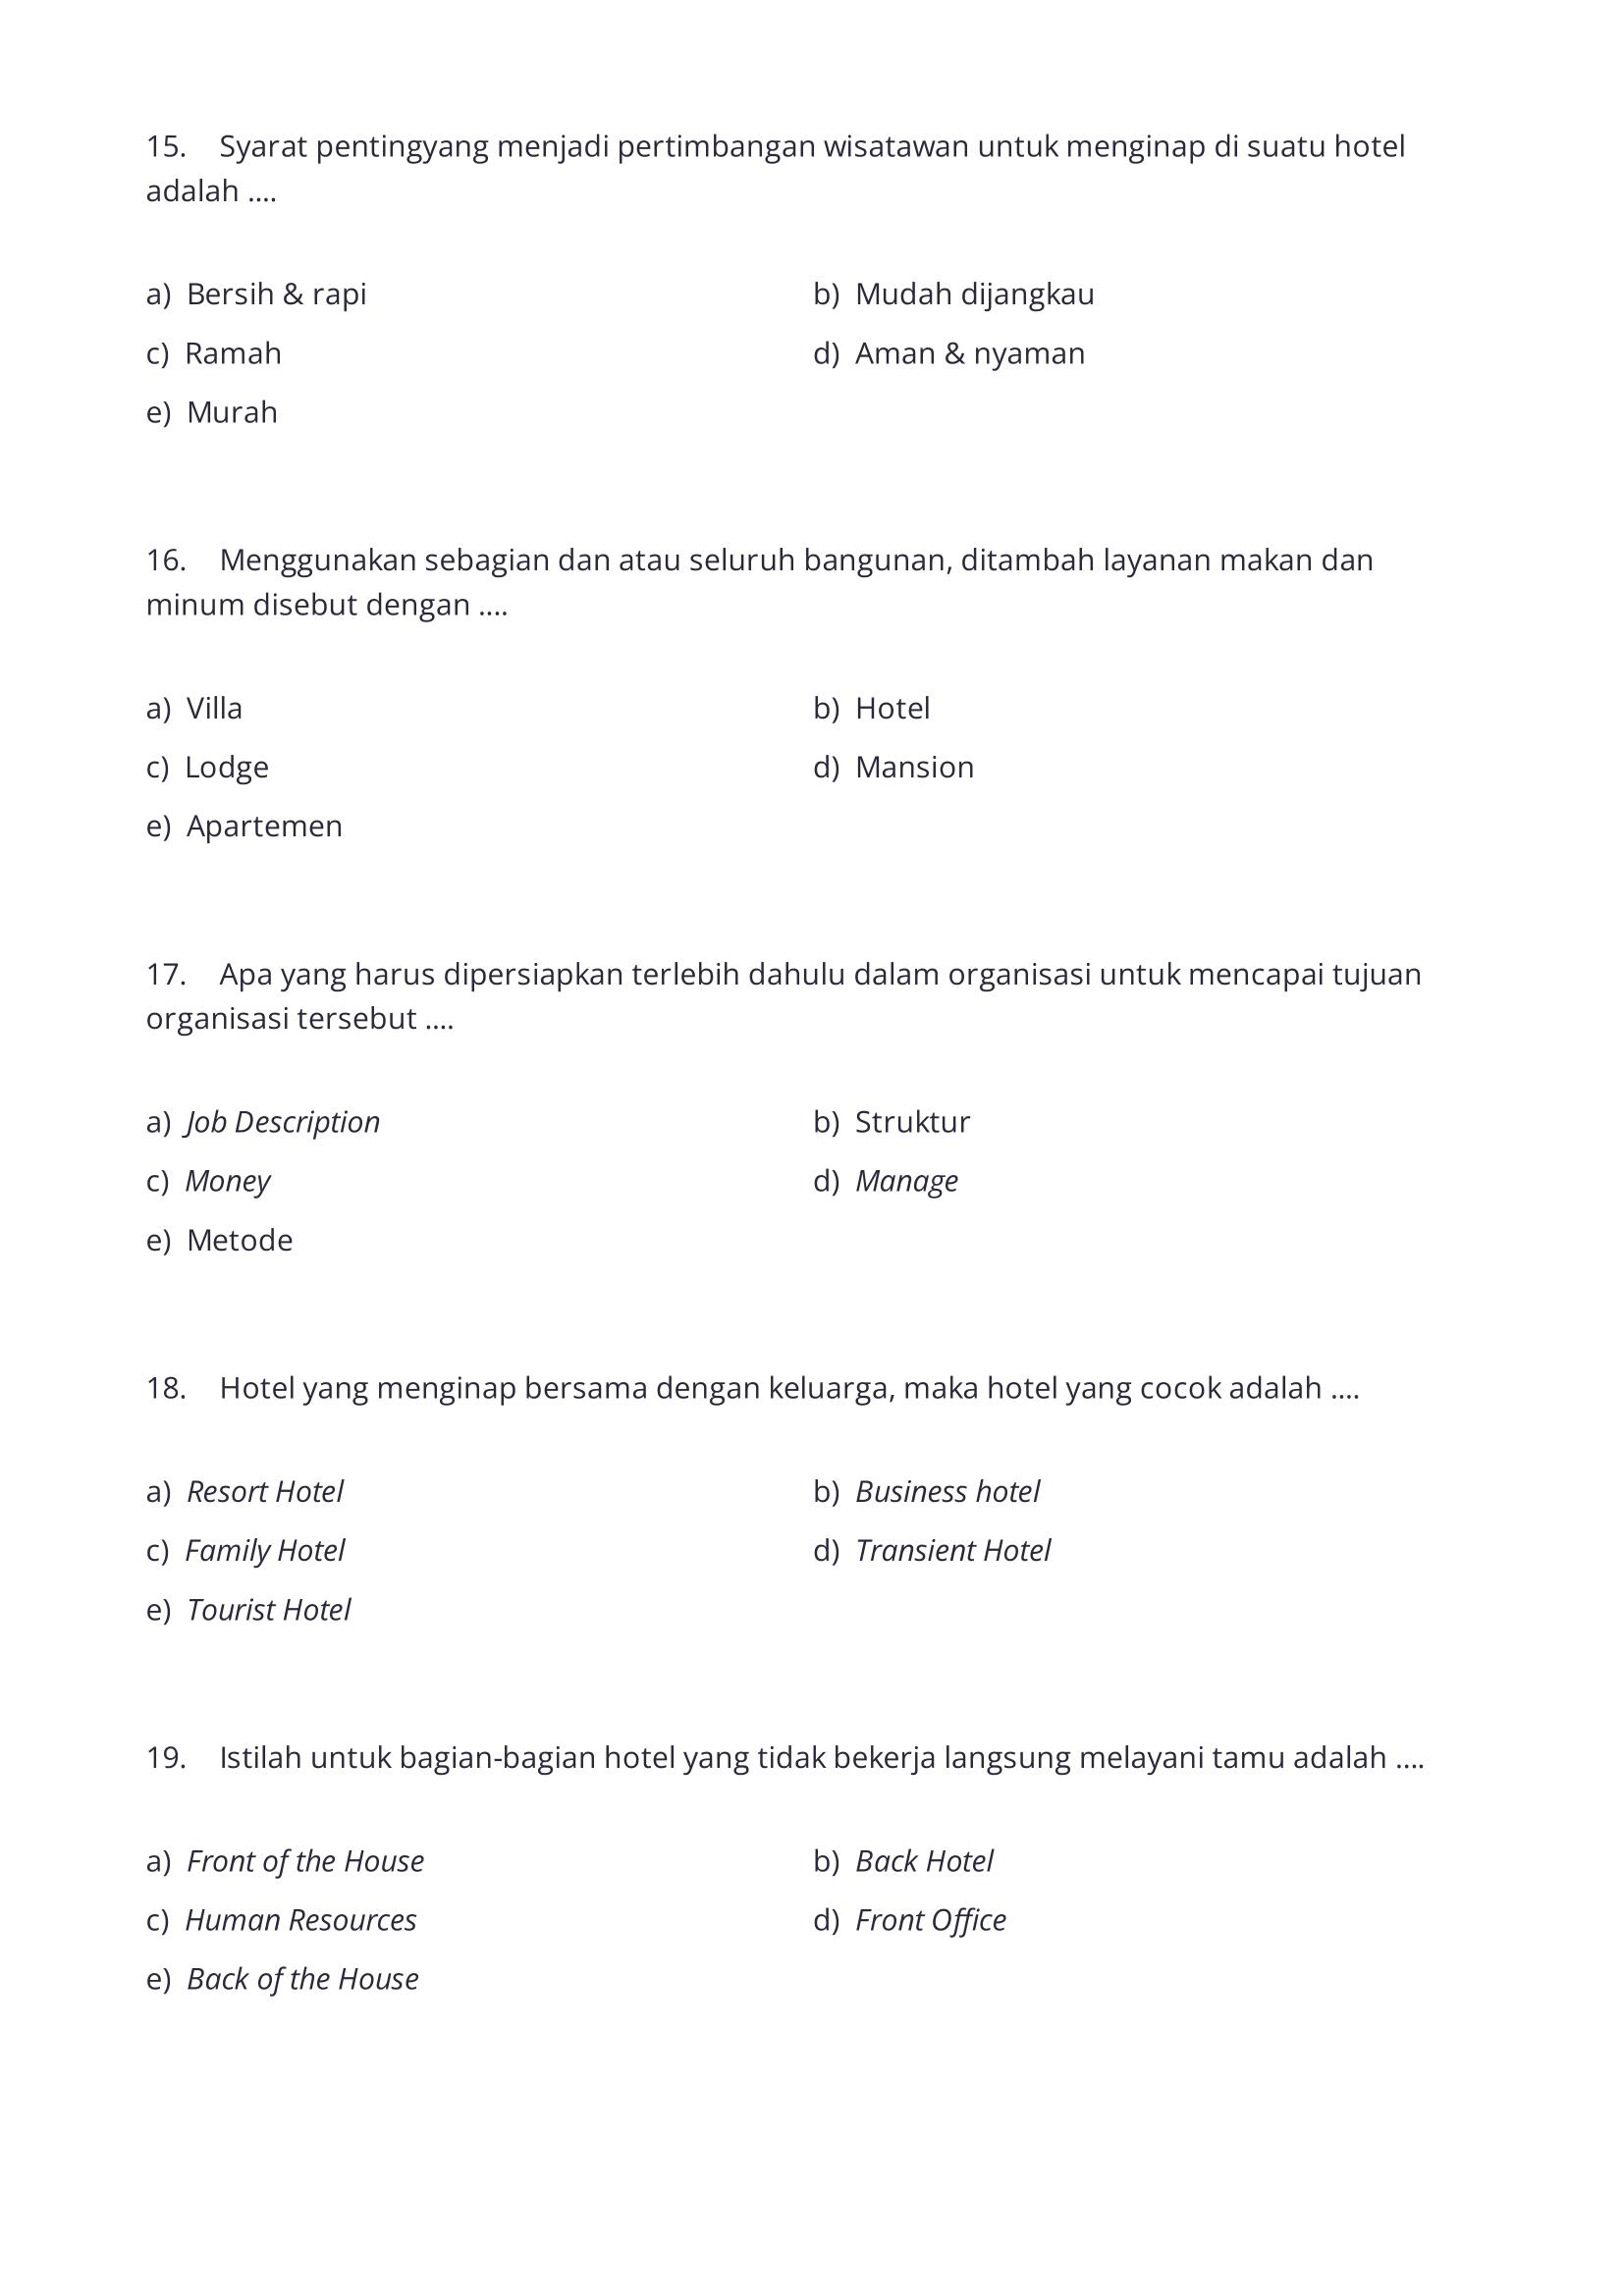 15. Syarat pentingyang menjadi pertimbangan wisatawan untuk menginap di suatu hotel
adalah ....
a) Bersih & rapi
b) Mudah dijangkau
c) Ramah
d) Aman & nyaman
e) Murah
16. Menggunakan sebagian dan atau seluruh bangunan, ditambah layanan makan dan
minum disebut dengan ....
a) Villa
b) Hotel
c) Lodge
d) Mansion
e) Apartemen
17. Apa yang harus dipersiapkan terlebih dahulu dalam organisasi untuk mencapai tujuan
organisasi tersebut ....
a) Job Description
b) Struktur
c) Money
d) Manage
e) Metode
18. Hotel yang menginap bersama dengan keluarga, maka hotel yang cocok adalah ....
a) Resort Hotel
b) Business hotel
c) Family Hotel
d) Transient Hotel
e) Tourist Hotel
19. Istilah untuk bagian-bagian hotel yang tidak bekerja langsung melayani tamu adalah ....
a) Front of the House
b) Back Hotel
c) Human Resources
d) Front Office
e) Back of the House